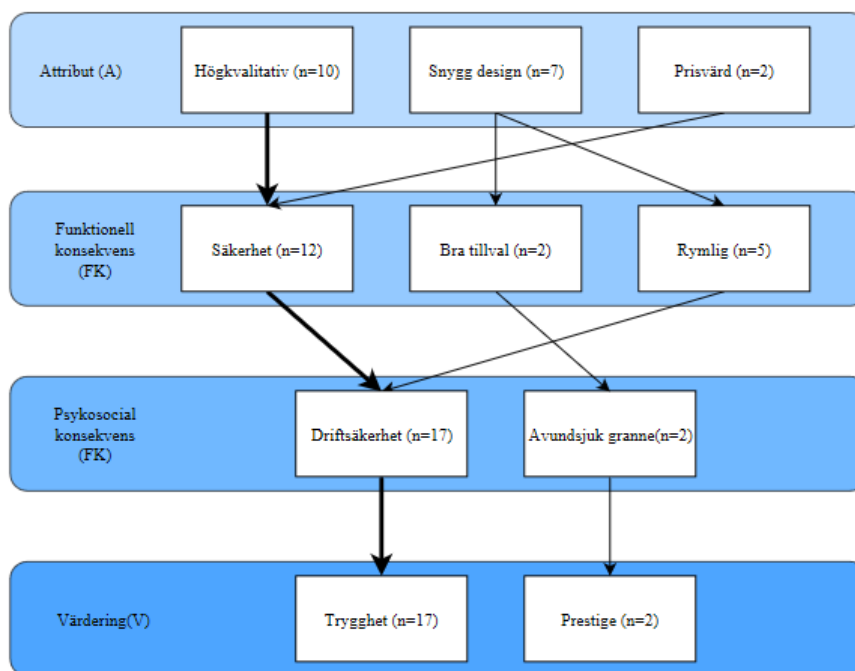 Attribut (A)
Högkvalitativ (n=10)
Snygg design (n=7)
Prisvärd (n=2)
Funktionell
konsekvens
(FK)
Säkerhet (n=12)
Bra tillval (n=2)
Rymlig (n=5)
Psykosocial
konsekvens
(FK)
Driftsäkerhet (n=17)
Avundsjuk granne(n=2)
Värdering(V)
Trygghet (n=17)
Prestige (n=2)